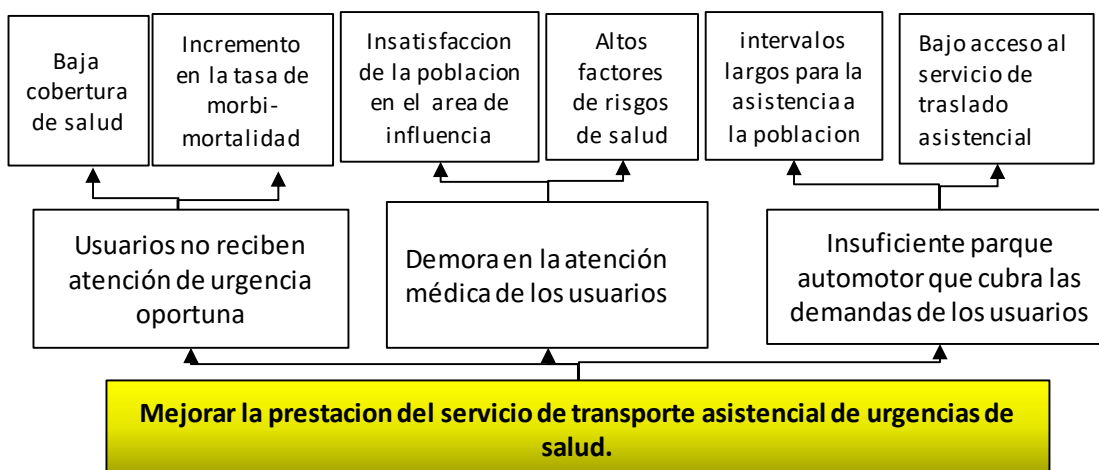 Baja
cobertura
de salud
Incremento
en la tasa de
morbi-
mortalidad
Insatisfaccion
de la poblacion
en el area de
influencia
Altos
factores
de risgos
de salud
intervalos
largos para la
asistencia a
la poblacion
Bajo acceso al
servicio de
traslado
asistencial
Usuarios no reciben
atención de urgencia
oportuna
Demora en la atención
médica de los usuarios
Insuficiente parque
automotor que cubra las
demandas de los usuarios
Mejorar la prestacion del servicio de transporte asistencial de urgencias de
salud.